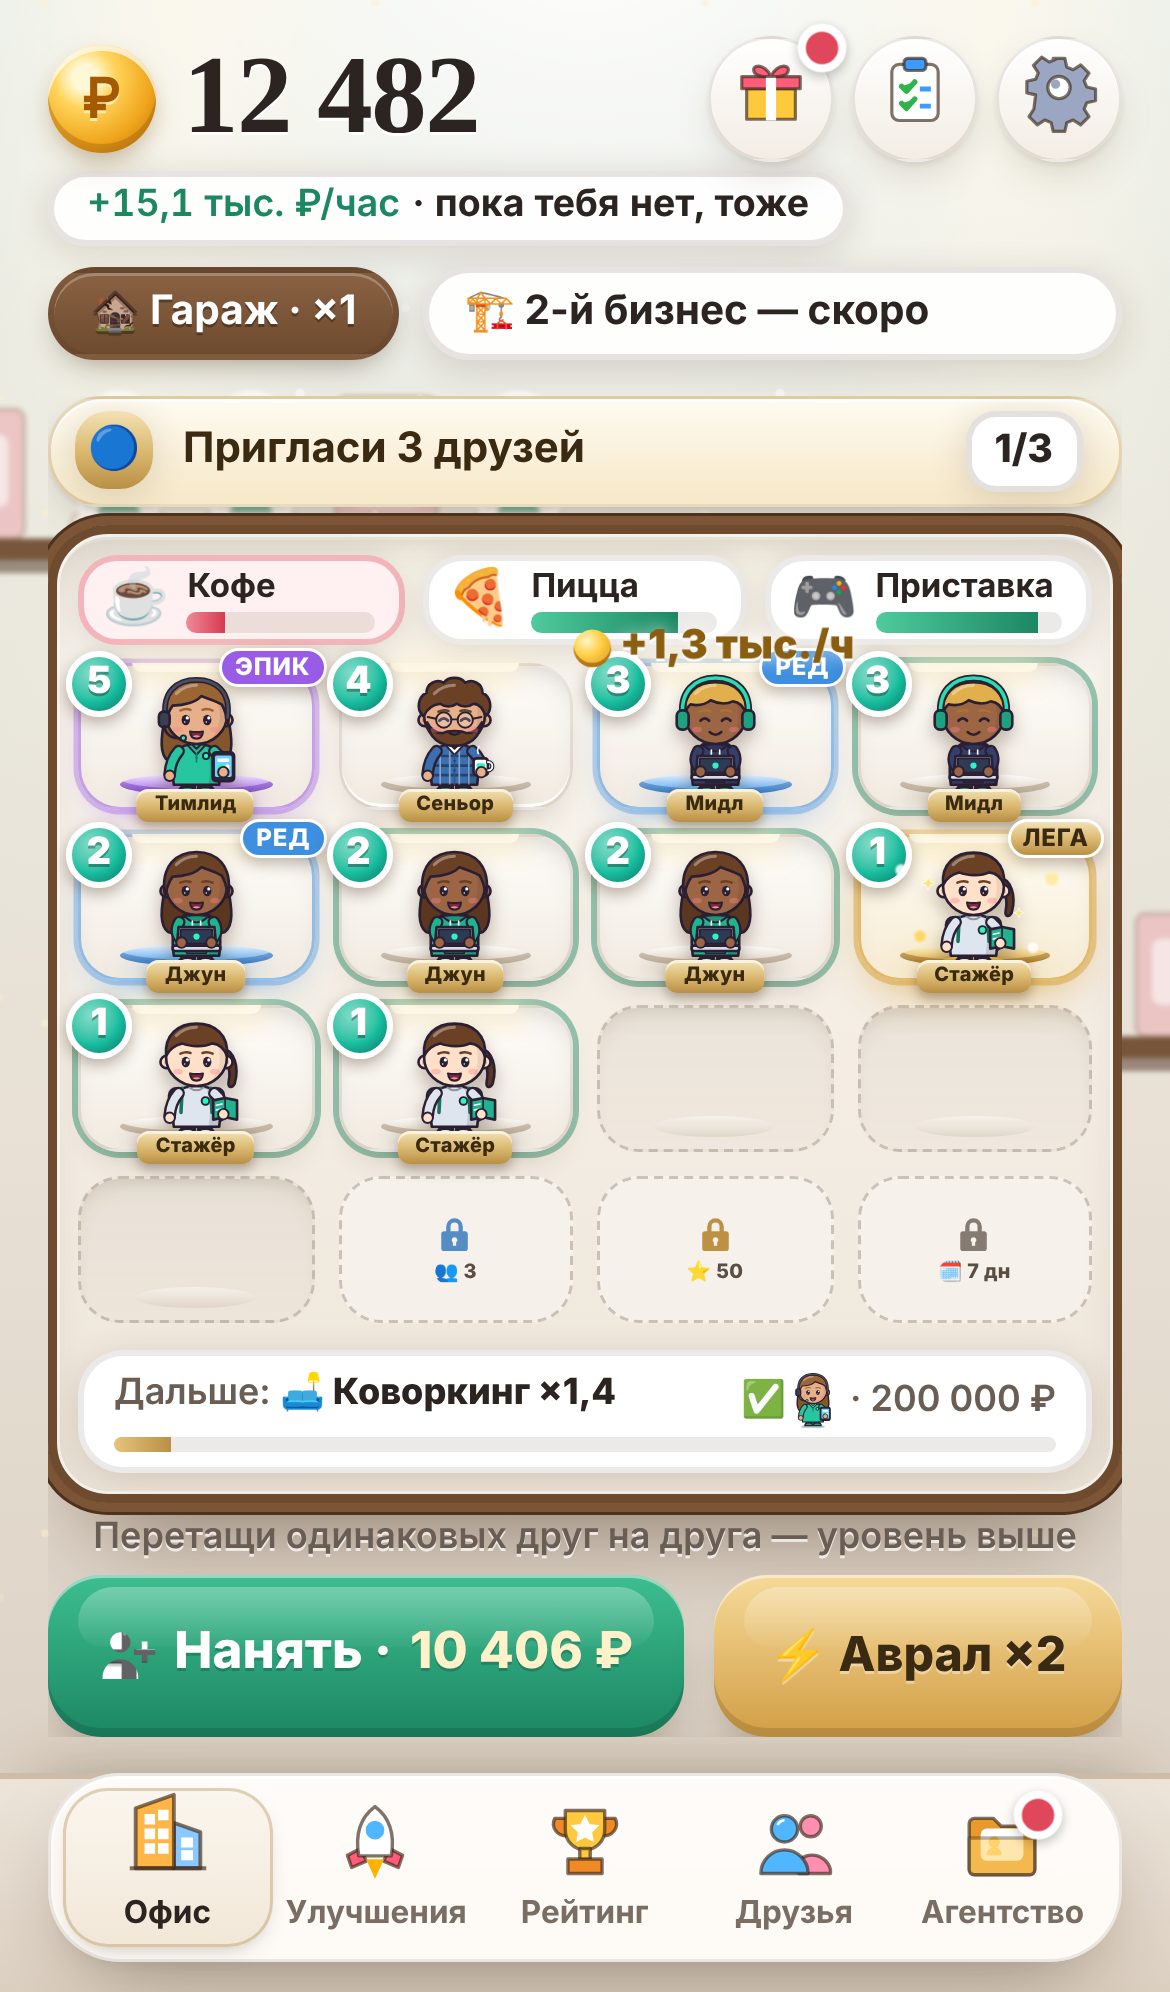 ₽ 12 482
+15,1 тыс. ₽/час · пока тебя нет, тоже
Гараж · ×1
2-й бизнес — скоро
Пригласи 3 друзей
1/3
Кофе
Пицца
Приставка
+1,3 тыс./ч
5 ЭПИК
Тимлид
4
Сеньор
3 РЕД
Мидл
3
Мидл
2 РЕД
Джун
2
Джун
2
Джун
1 ЛЕГА
Стажёр
1
Стажёр
1
Стажёр
3
50
7 дн
Дальше: Коворкинг ×1,4
· 200 000 ₽
Перетащи одинаковых друг на друга — уровень выше
Нанять · 10 406 ₽
Аврал ×2
Офис
Улучшения
Рейтинг
Друзья
Агентство